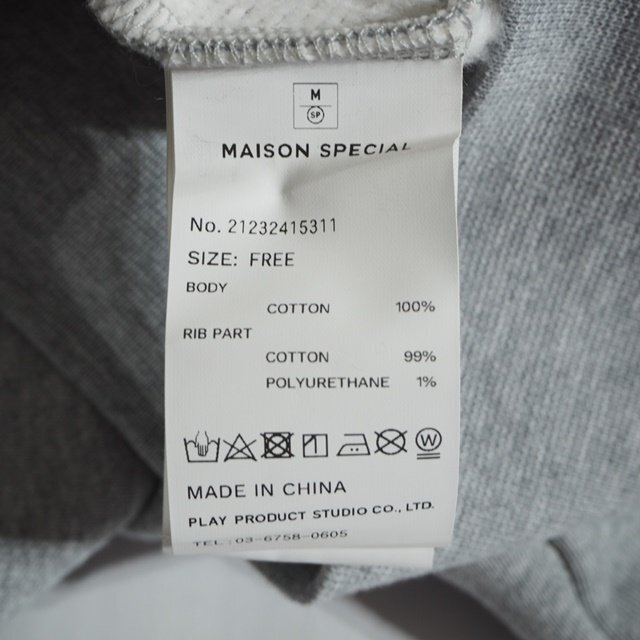 M
SP
MAISON SPECIAL
No. 21232415311
SIZE: FREE
BODY
COTTON 100%
RIB PART
COTTON 99%
POLYURETHANE 1%
W
MADE IN CHINA
PLAY PRODUCT STUDIO CO., LTD.
TEL : 03-6758-0605